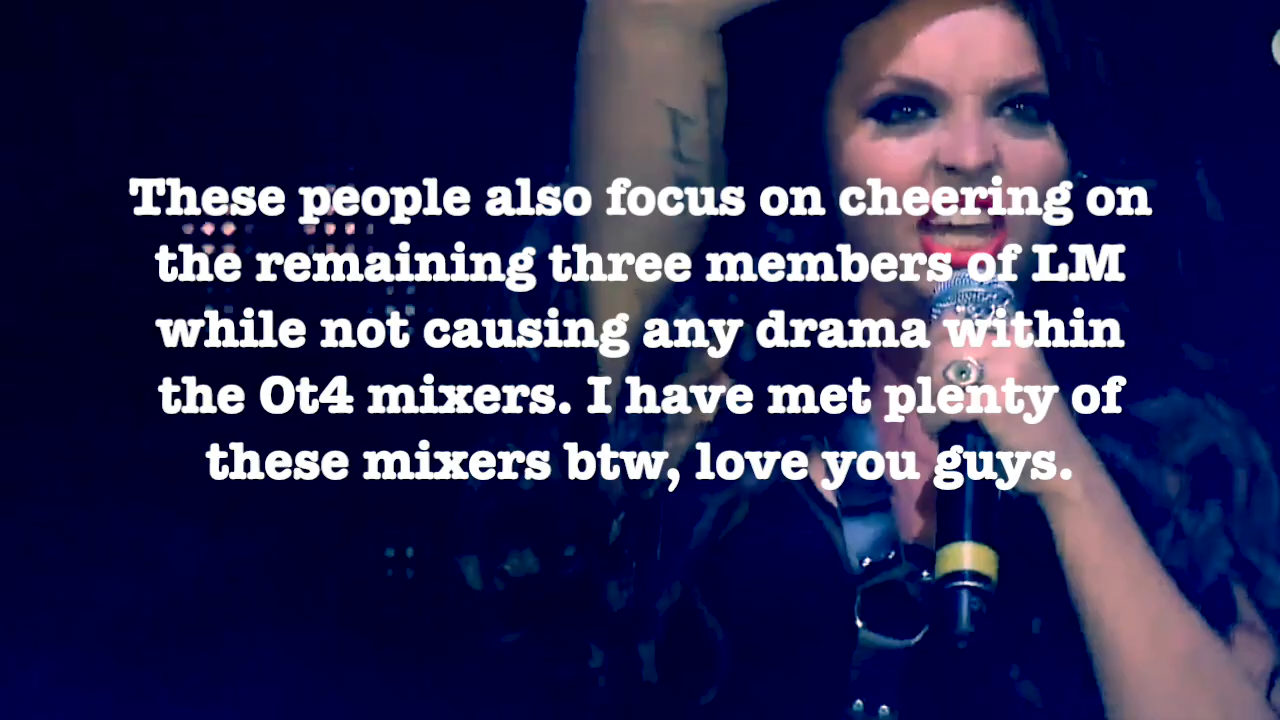 These people also focus on cheering on
the remaining three members of LM
while not causing any drama within
the Ot4 mixers. I have met plenty of
these mixers btw, love you guys.